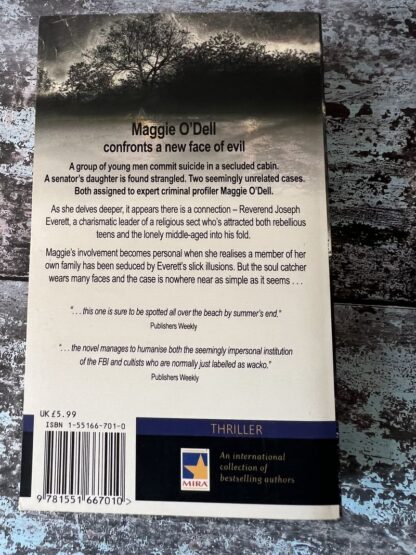 Maggie O'Dell
confronts a new face of evil
A group of young men commit suicide in a secluded cabin.
A senator's daughter is found strangled. Two seemingly unrelated cases.
Both assigned to expert criminal profiler Maggie O'Dell.
As she delves deeper, it appears there is a connection – Reverend Joseph
Everett, a charismatic leader of a religious sect who's attracted both rebellious
teens and the lonely middle-aged into his fold.
Maggie's involvement becomes personal when she realises a member of her
own family has been seduced by Everett's slick illusions. But the soul catcher
wears many faces and the case is nowhere near as simple as it seems . . .
". . . this one is sure to be spotted all over the beach by summer's end."
Publishers Weekly
". . . the novel manages to humanise both the seemingly impersonal institution
of the FBI and cultists who are normally just labelled as wacko."
Publishers Weekly
UK £5.99
ISBN 1-55166-701-0
9 781551 667010
THRILLER
MIRA
An international
collection of
bestselling authors